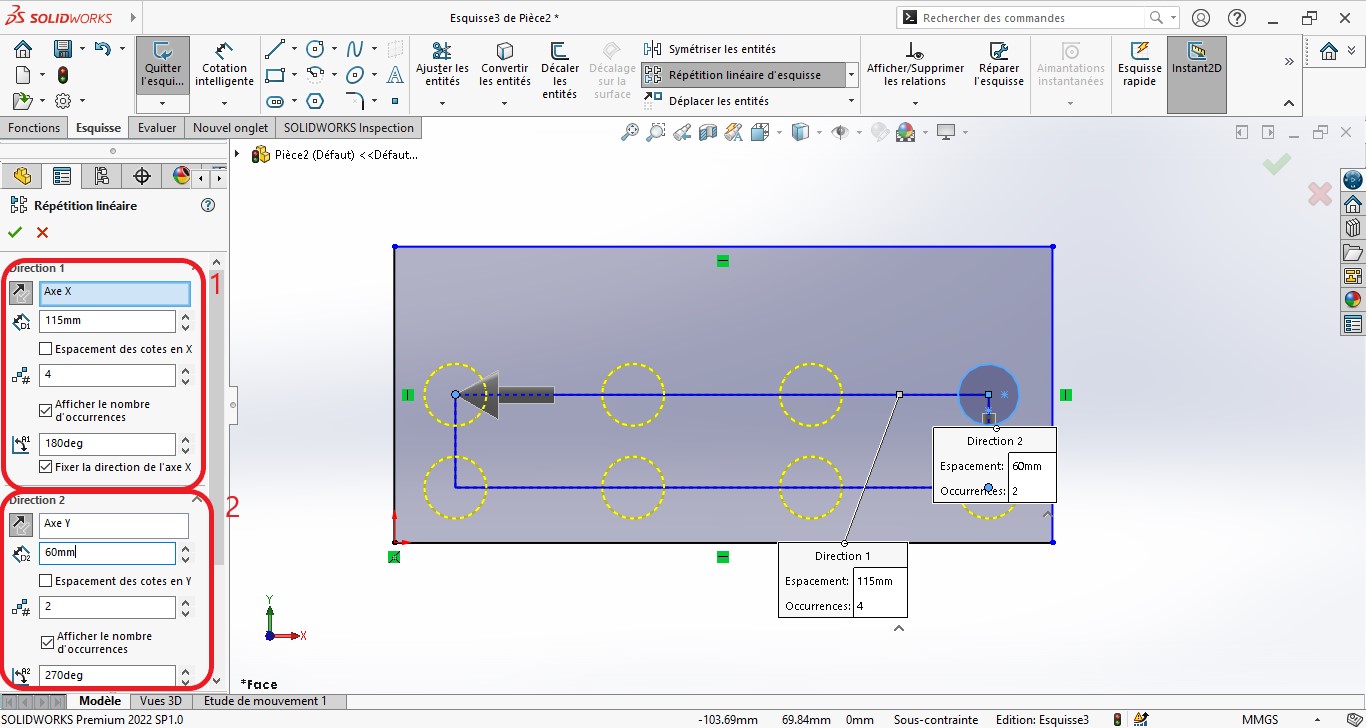 SOLIDWORKS
Esquisse3 de Pièce2 *
Rechercher des commandes
Quitter l'esqui...
Cotation intelligente
Ajuster les entités
Convertir les entités
Décaler les entités
Décalage sur la surface
Symétriser les entités
Répétition linéaire d'esquisse
Déplacer les entités
Afficher/Supprimer les relations
Réparer l'esquisse
Aimantations instantanées
Esquisse rapide
Instant2D
Fonctions
Esquisse
Evaluer
Nouvel onglet
SOLIDWORKS Inspection
Pièce2 (Défaut) <<Défaut...
Répétition linéaire
Direction 1
1
Axe X
D1
115mm
Espacement des cotes en X
#
4
Afficher le nombre
d'occurrences
A1
180deg
Fixer la direction de l'axe X
Direction 2
2
Axe Y
D2
60mm
Espacement des cotes en Y
#
2
Afficher le nombre
d'occurrences
A2
270deg
Direction 2
Espacement: 60mm
Occurrences: 2
Direction 1
Espacement: 115mm
Occurrences: 4
Y
X
*Face
Modèle
Vues 3D
Etude de mouvement 1
SOLIDWORKS Premium 2022 SP1.0
-103.69mm
69.84mm
0mm
Sous-contrainte
Edition: Esquisse3
MMGS